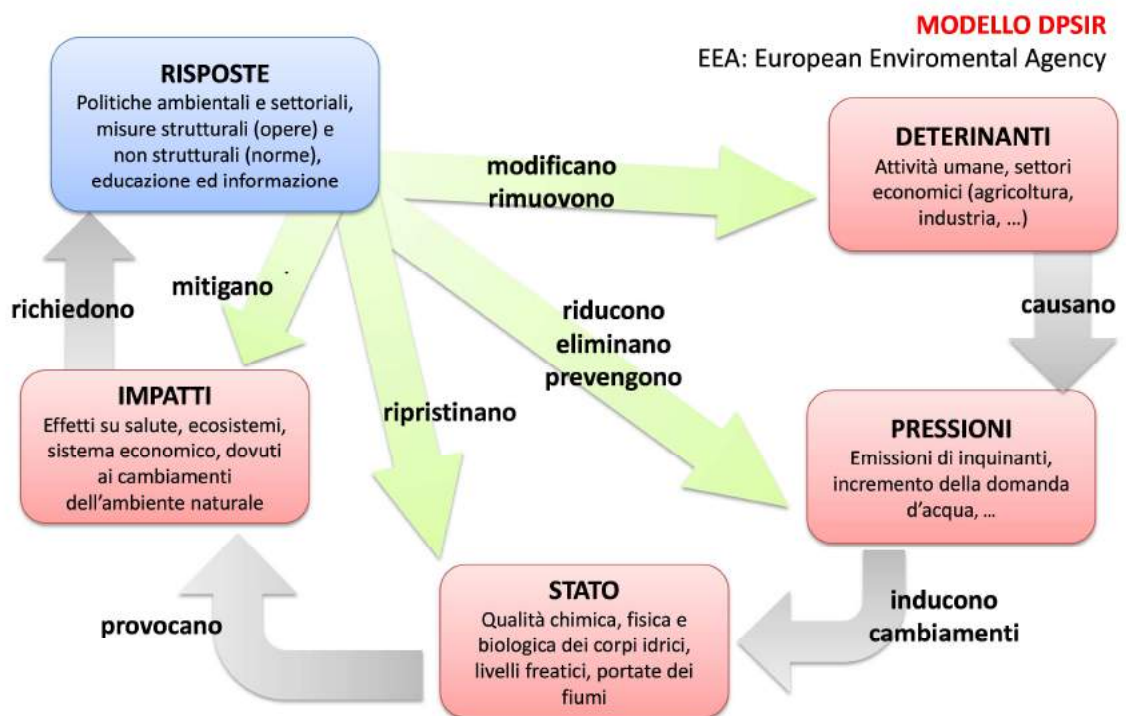 MODELLO DPSIR
EEA: European Enviromental Agency
RISPOSTE
Politiche ambientali e settoriali,
misure strutturali (opere) e
non strutturali (norme),
educazione ed informazione
DETERINANTI
Attività umane, settori
economici (agricoltura,
industria, ...)
modificano
rimuovono
mitigano
richiedono
causano
riducono
eliminano
prevengono
ripristinano
IMPATTI
Effetti su salute, ecosistemi,
sistema economico, dovuti
ai cambiamenti
dell'ambiente naturale
PRESSIONI
Emissioni di inquinanti,
incremento della domanda
d'acqua, ...
STATO
Qualità chimica, fisica e
biologica dei corpi idrici,
livelli freatici, portate dei
fiumi
provocano
inducono
cambiamenti